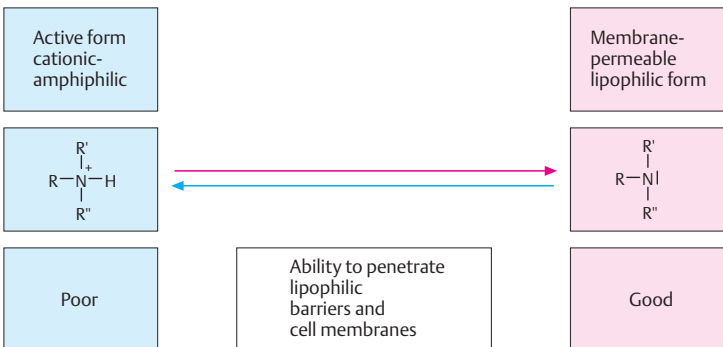 Active form
cationic-
amphiphilic
Membrane-
permeable
lipophilic form
R'
+
R—N—H
R"
R'
R—N
R"
Poor
Ability to penetrate
lipophilic
barriers and
cell membranes
Good